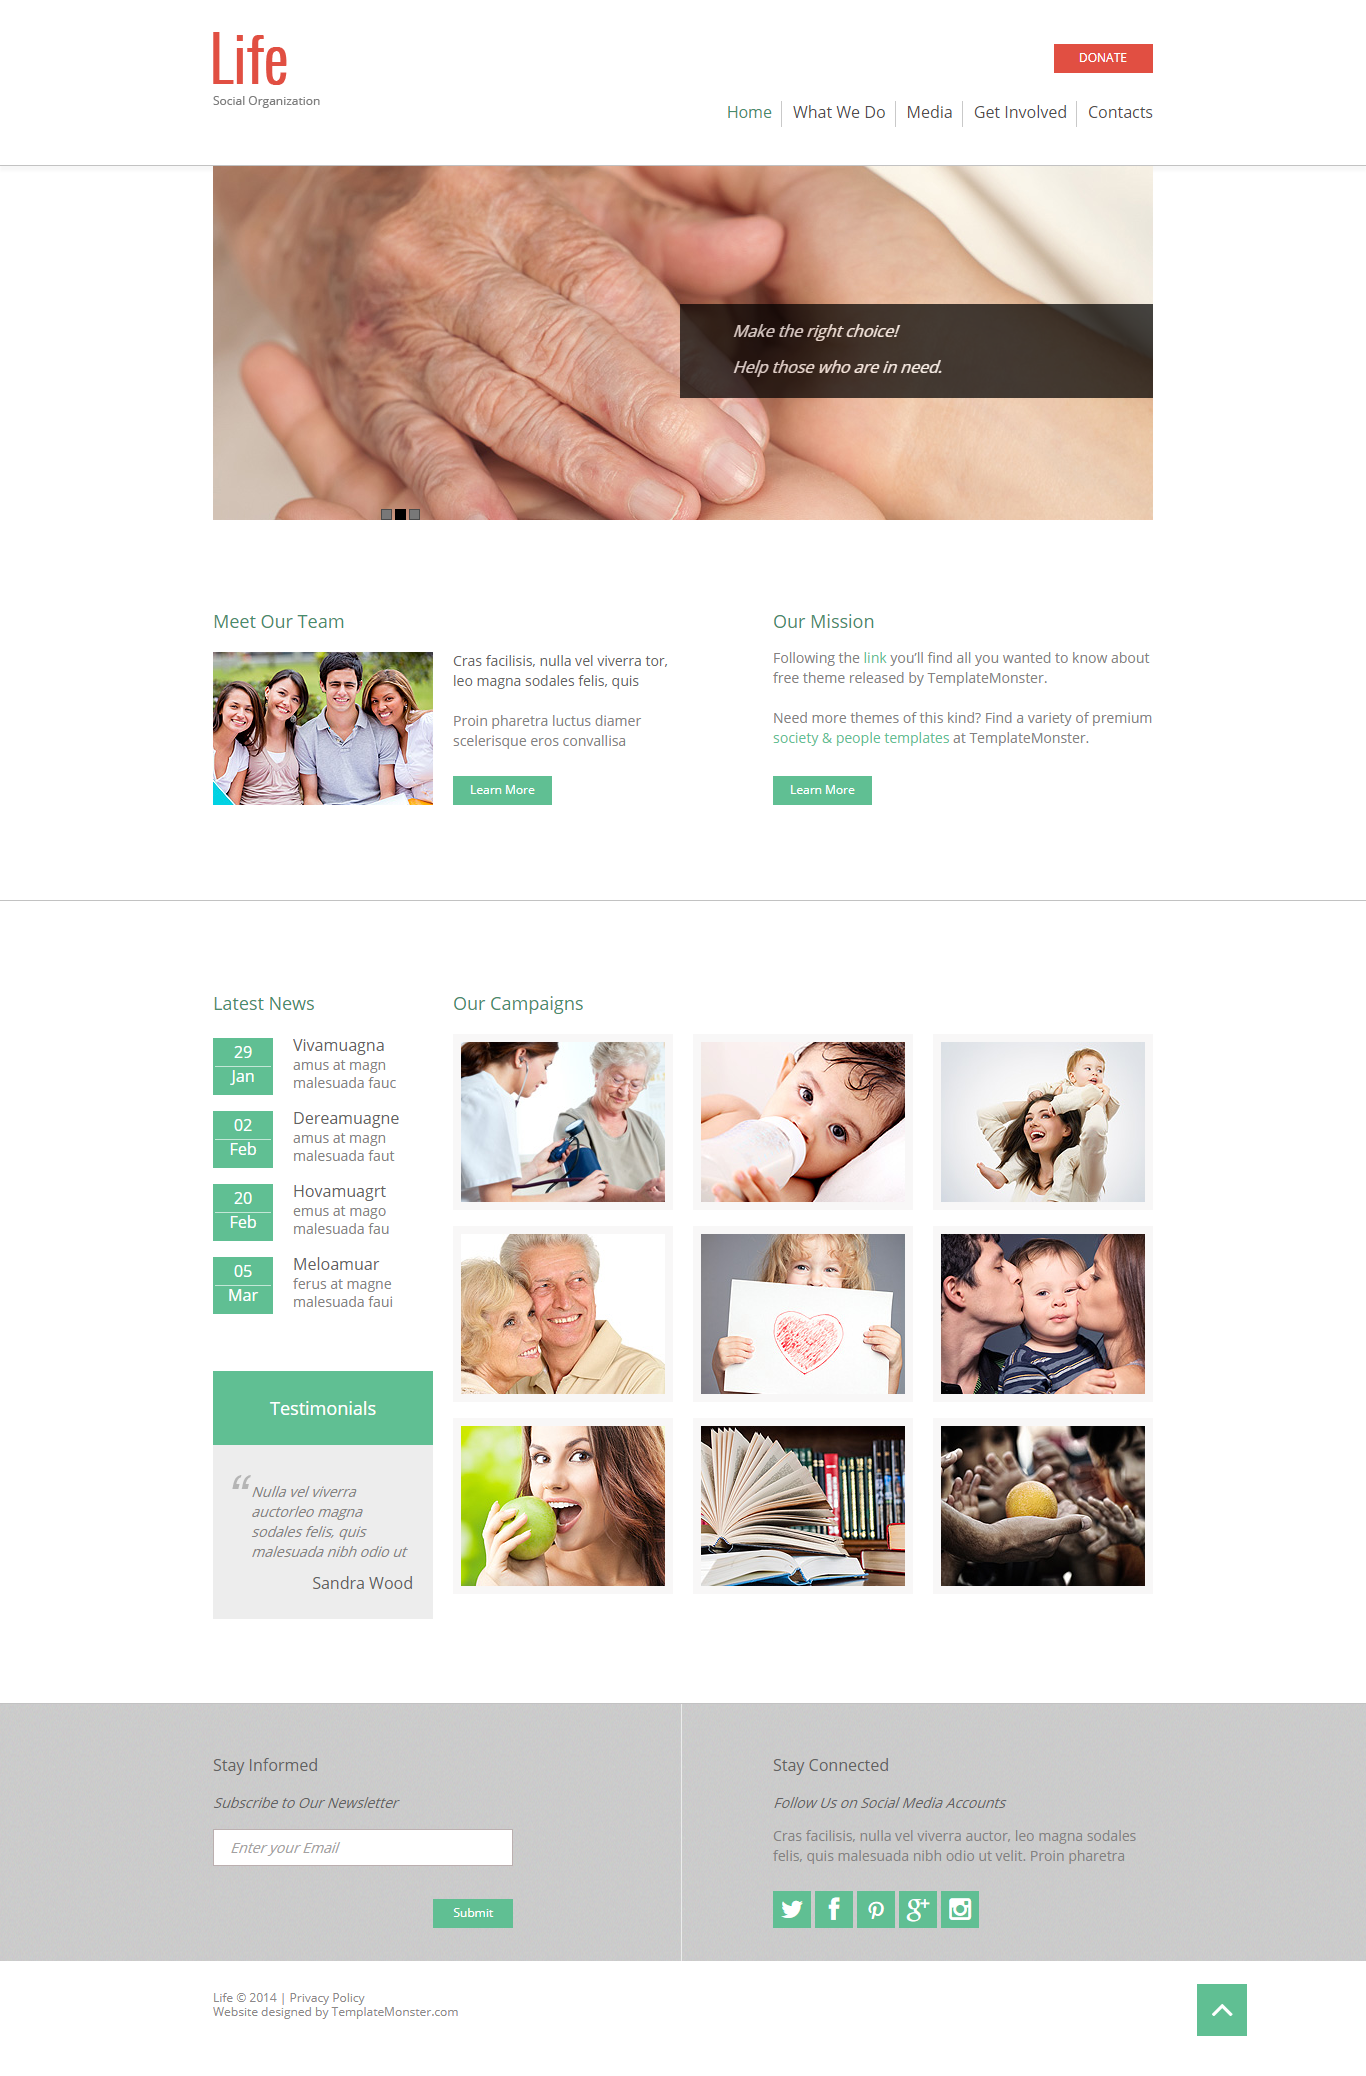 Life
Social Organization
DONATE
Home What We Do Media Get Involved Contacts
Make the right choice!
Help those who are in need.
Meet Our Team
Cras facilisis, nulla vel viverra tor,
leo magna sodales felis, quis
Proin pharetra luctus diamer
scelerisque eros convallisa
Learn More
Our Mission
Following the link you'll find all you wanted to know about
free theme released by TemplateMonster.
Need more themes of this kind? Find a variety of premium
society & people templates at TemplateMonster.
Learn More
Latest News
29
Jan
Vivamuagna
amus at magn
malesuada fauc
02
Feb
Dereamuagne
amus at magn
malesuada faut
20
Feb
Hovamuagrt
emus at mago
malesuada fau
05
Mar
Meloamuar
ferus at magne
malesuada faui
Testimonials
“ Nulla vel viverra
auctorleo magna
sodales felis, quis
malesuada nibh odio ut
Sandra Wood
Our Campaigns
Stay Informed
Subscribe to Our Newsletter
Enter your Email
Submit
Stay Connected
Follow Us on Social Media Accounts
Cras facilisis, nulla vel viverra auctor, leo magna sodales
felis, quis malesuada nibh odio ut velit. Proin pharetra
Life © 2014 | Privacy Policy
Website designed by TemplateMonster.com